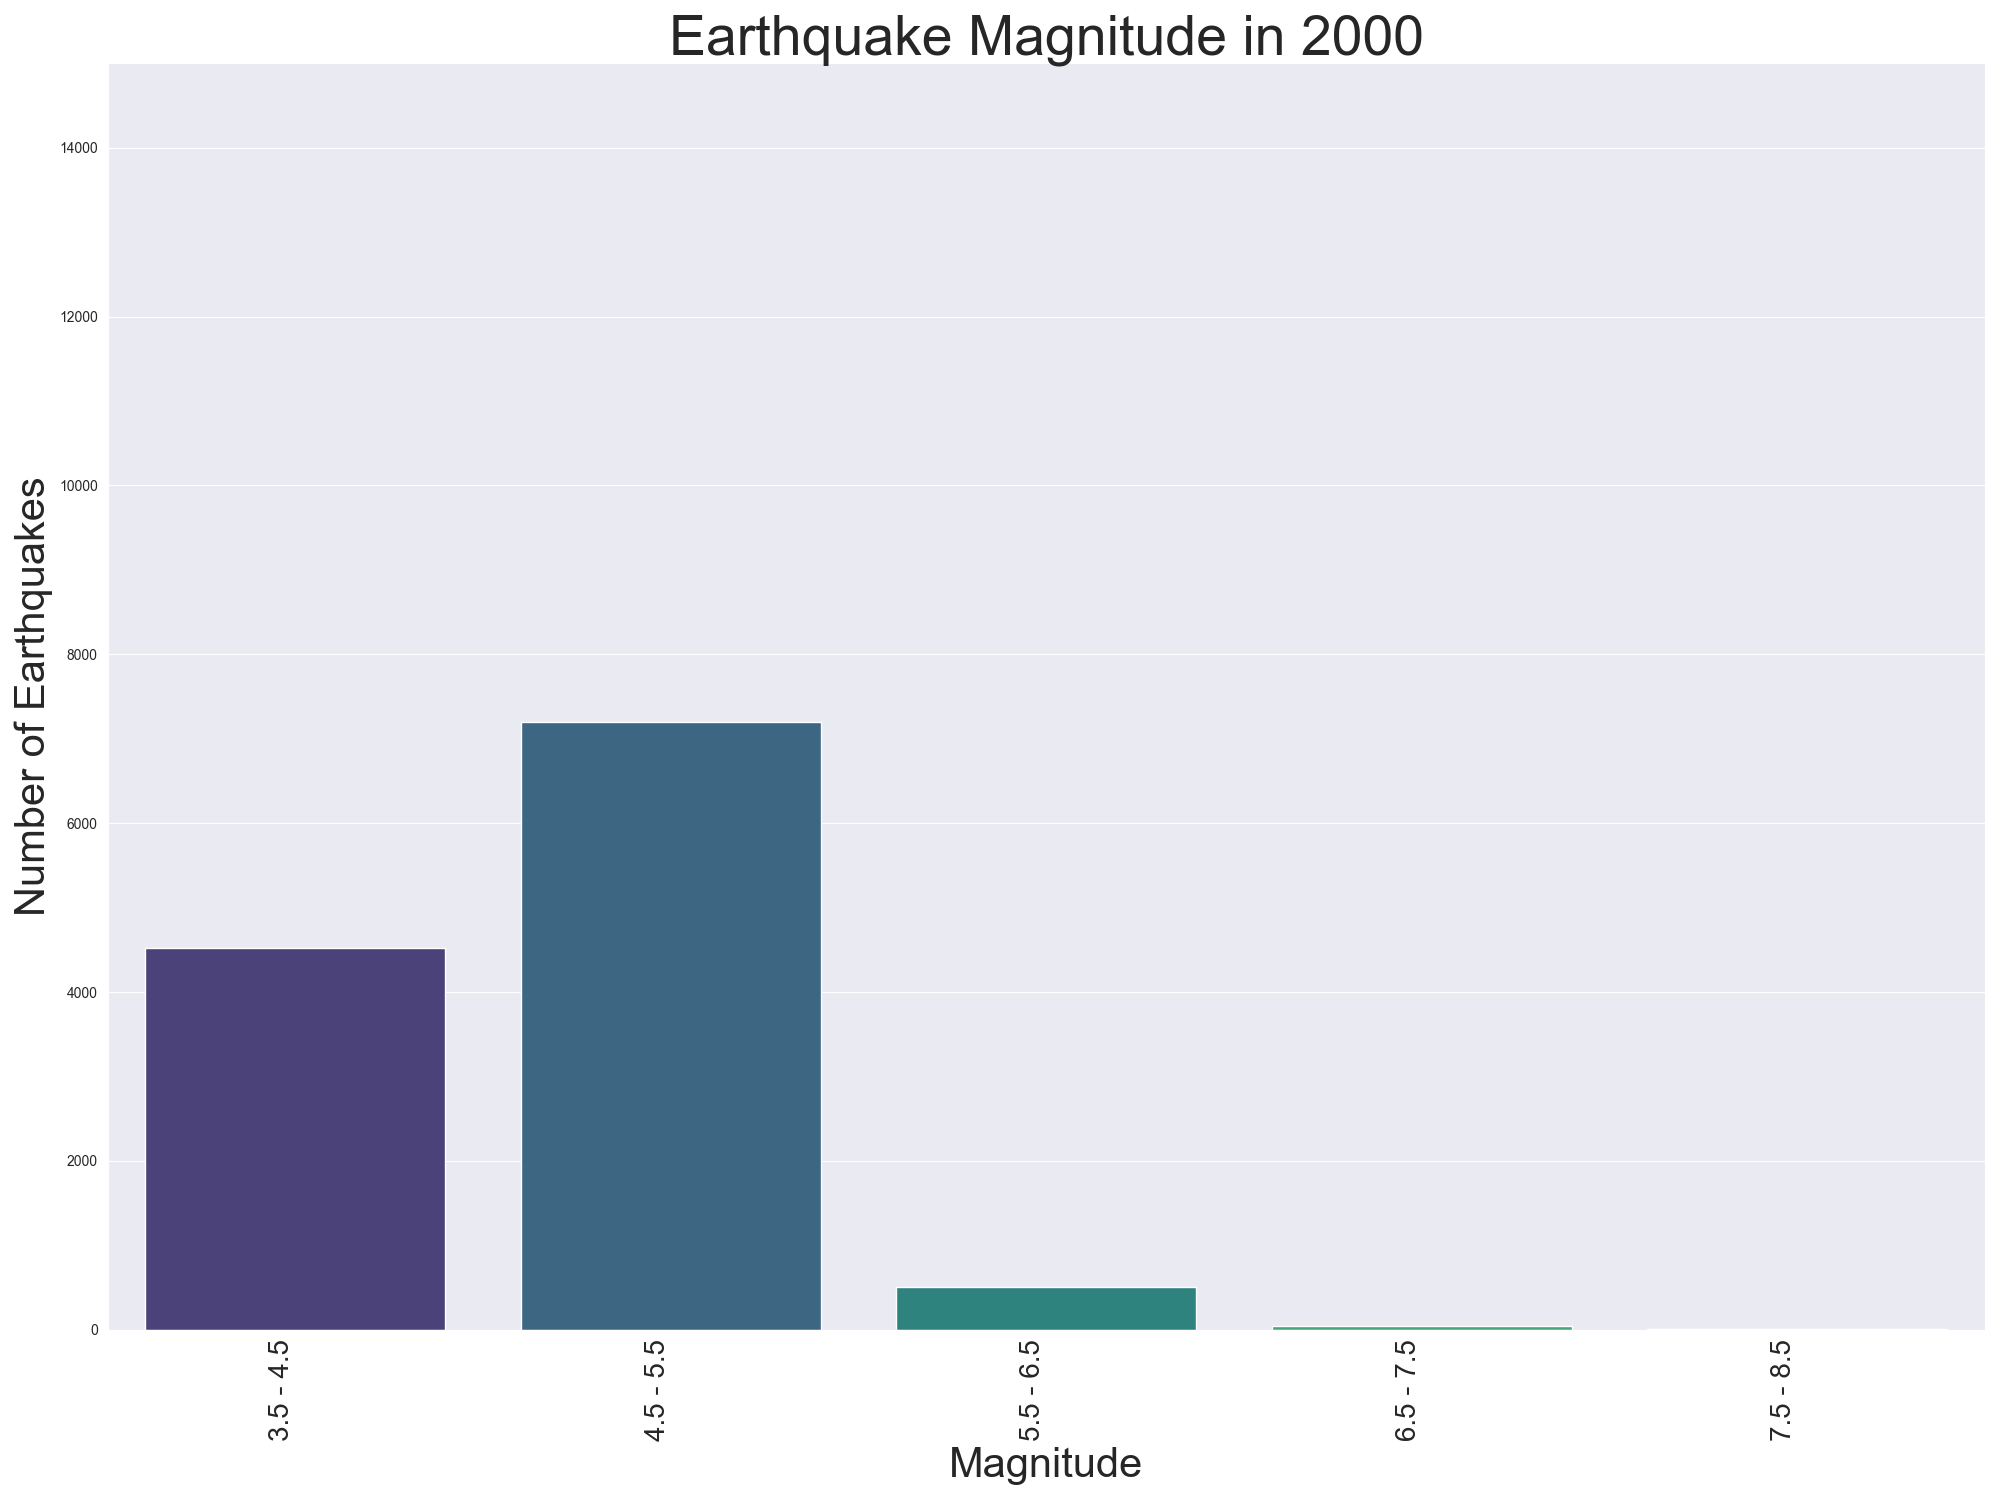 Earthquake Magnitude in 2000
Number of Earthquakes
14000
12000
10000
8000
6000
4000
2000
0
3.5 - 4.5
4.5 - 5.5
5.5 - 6.5
6.5 - 7.5
7.5 - 8.5
Magnitude